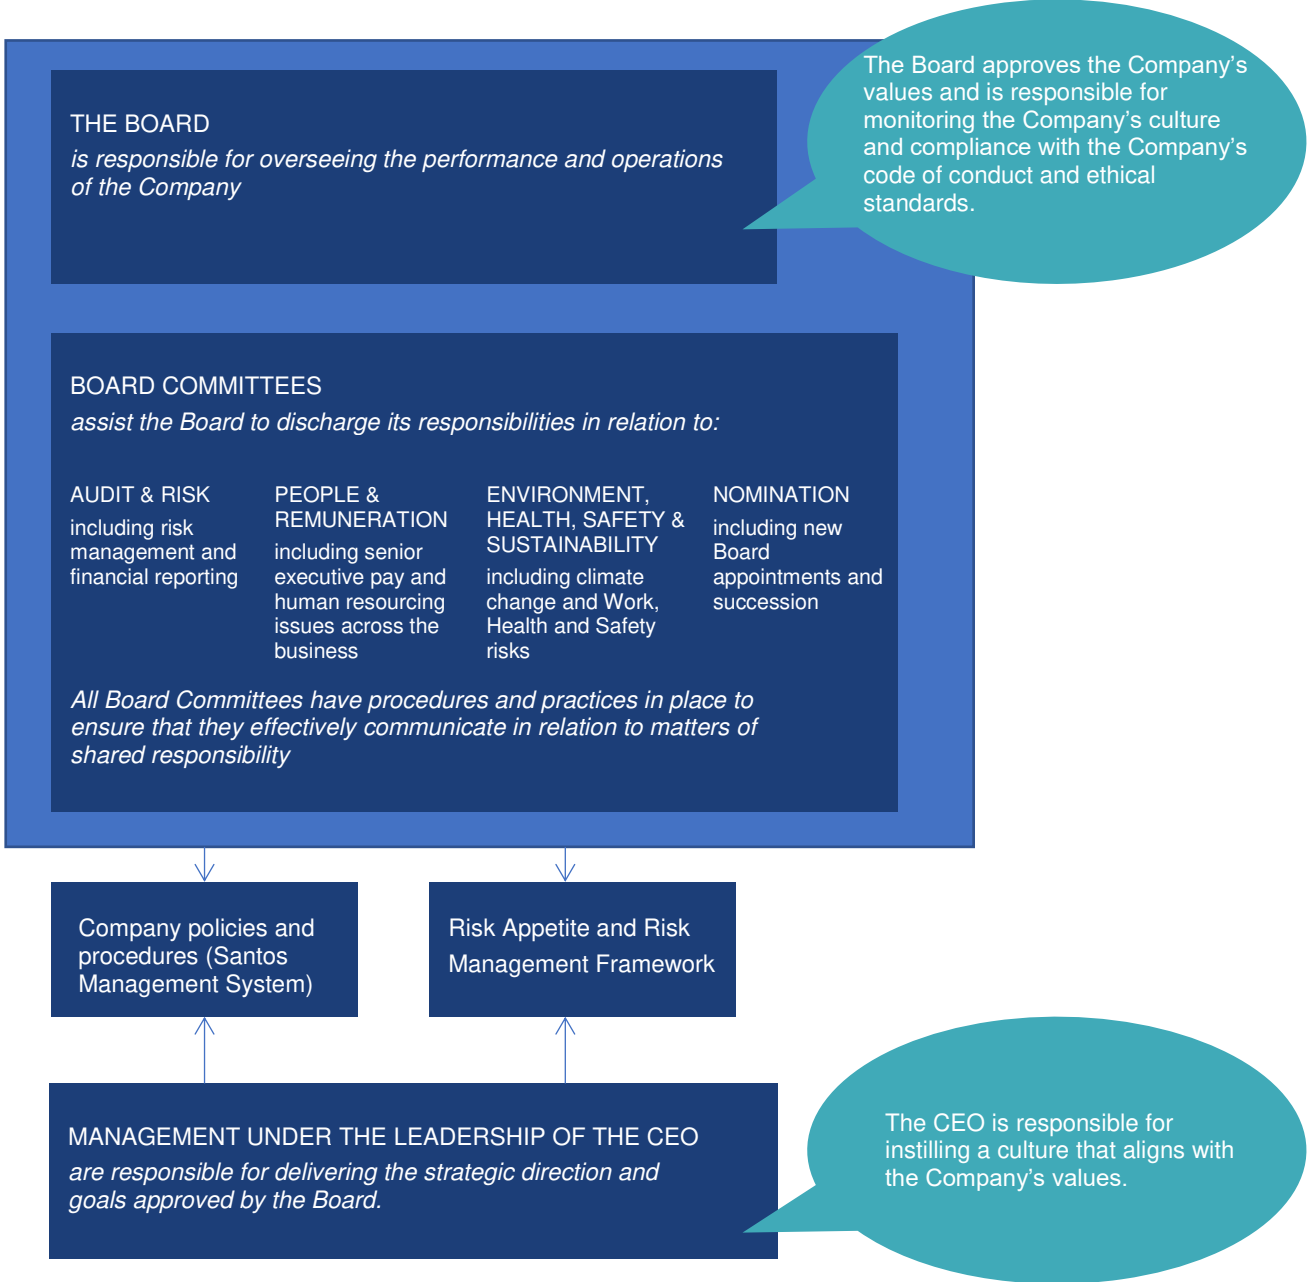 THE BOARD
is responsible for overseeing the performance and operations
of the Company
The Board approves the Company's
values and is responsible for
monitoring the Company's culture
and compliance with the Company's
code of conduct and ethical
standards.
BOARD COMMITTEES
assist the Board to discharge its responsibilities in relation to:
AUDIT & RISK
including risk
management and
financial reporting
PEOPLE &
REMUNERATION
including senior
executive pay and
human resourcing
issues across the
business
ENVIRONMENT,
HEALTH, SAFETY &
SUSTAINABILITY
including climate
change and Work,
Health and Safety
risks
NOMINATION
including new
Board
appointments and
succession
All Board Committees have procedures and practices in place to
ensure that they effectively communicate in relation to matters of
shared responsibility
Company policies and
procedures (Santos
Management System)
Risk Appetite and Risk
Management Framework
MANAGEMENT UNDER THE LEADERSHIP OF THE CEO
are responsible for delivering the strategic direction and
goals approved by the Board.
The CEO is responsible for
instilling a culture that aligns with
the Company's values.